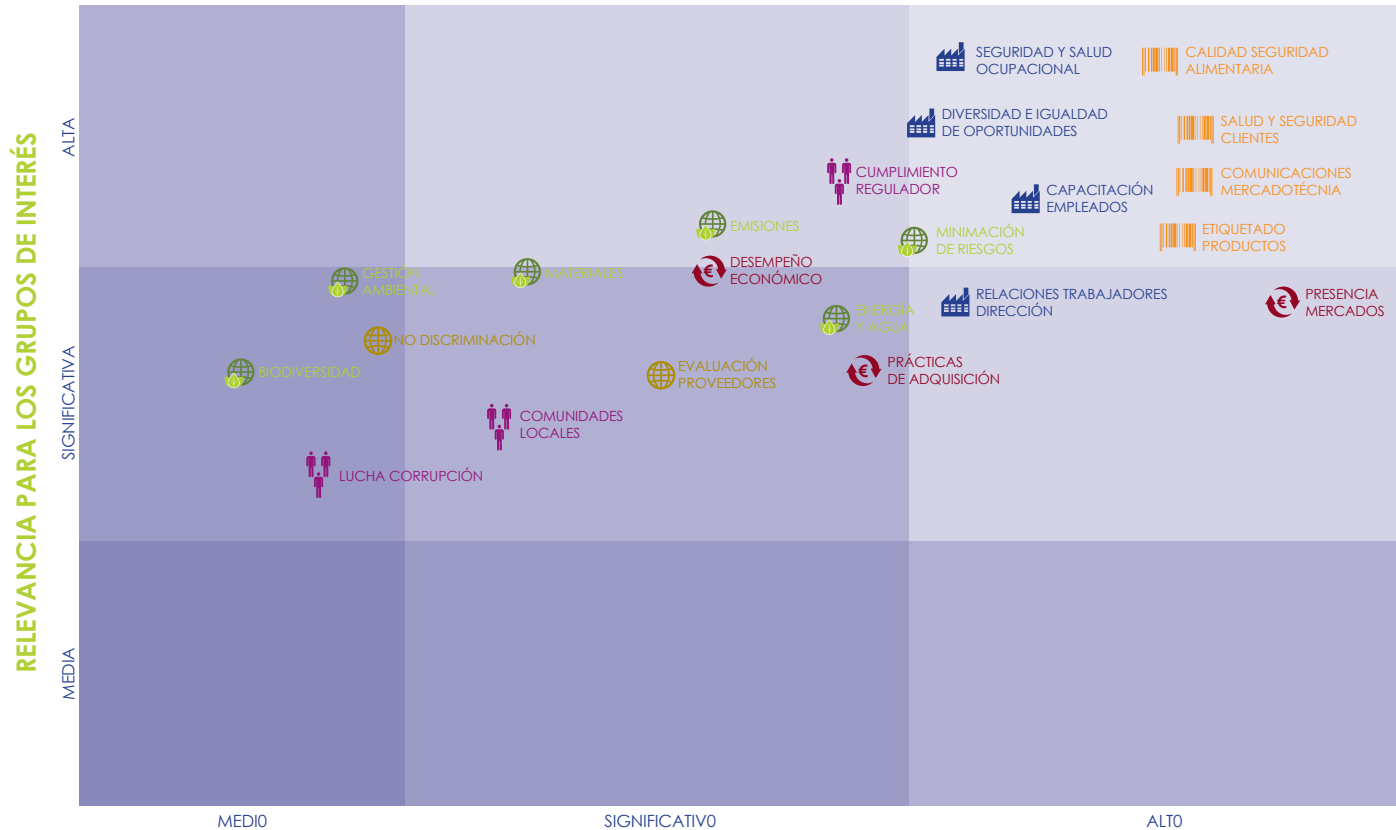 RELEVANCIA PARA LOS GRUPOS DE INTERÉS
ALTA
SIGNIFICATIVA
MEDIA
SEGURIDAD Y SALUD
OCUPACIONAL
CALIDAD SEGURIDAD
ALIMENTARIA
DIVERSIDAD E IGUALDAD
DE OPORTUNIDADES
SALUD Y SEGURIDAD
CLIENTES
CUMPLIMIENTO
REGULADOR
CAPACITACIÓN
EMPLEADOS
COMUNICACIONES
MERCADOTÉCNIA
EMISIONES
MINIMACIÓN
DE RIESGOS
ETIQUETADO
PRODUCTOS
GESTIÓN
AMBIENTAL
MATERIALES
DESEMPEÑO
ECONÓMICO
ENERGÍA
Y AGUA
RELACIONES TRABAJADORES
DIRECCIÓN
PRESENCIA
MERCADOS
NO DISCRIMINACIÓN
BIODIVERSIDAD
EVALUACIÓN
PROVEEDORES
PRÁCTICAS
DE ADQUISICIÓN
COMUNIDADES
LOCALES
LUCHA CORRUPCIÓN
MEDI0
SIGNIFICATIV0
ALT0